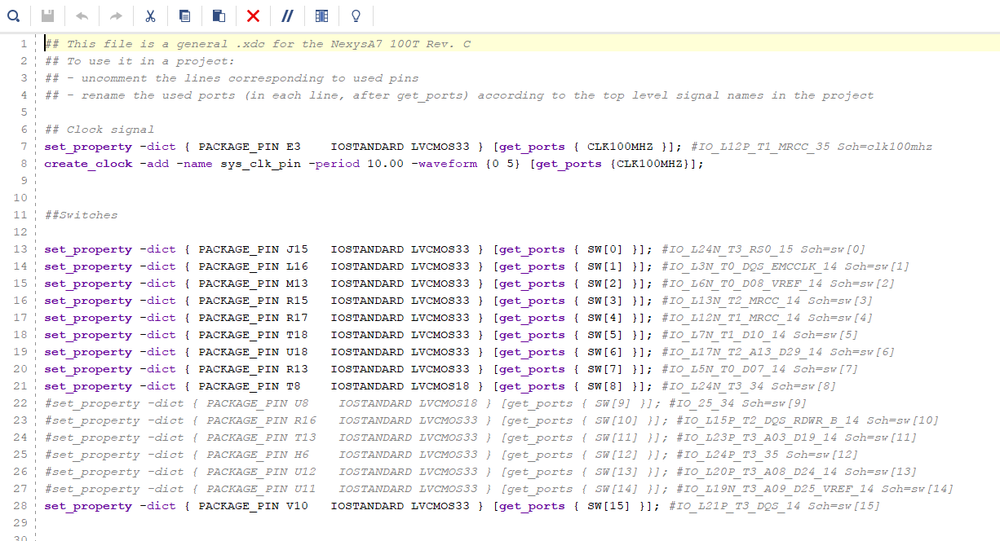 1 ## This file is a general .xdc for the NexysA7 100T Rev. C
2 ## To use it in a project:
3 ## - uncomment the lines corresponding to used pins
4 ## - rename the used ports (in each line, after get_ports) according to the top level signal names in the project
5
6 ## Clock signal
7 set_property -dict { PACKAGE_PIN E3    IOSTANDARD LVCMOS33 } [get_ports { CLK100MHZ }]; #IO_L12P_T1_MRCC_35 Sch=clk100mhz
8 create_clock -add -name sys_clk_pin -period 10.00 -waveform {0 5} [get_ports {CLK100MHZ}];
9
10
11 ##Switches
12
13 set_property -dict { PACKAGE_PIN J15   IOSTANDARD LVCMOS33 } [get_ports { SW[0] }]; #IO_L24N_T3_RS0_15 Sch=sw[0]
14 set_property -dict { PACKAGE_PIN L16   IOSTANDARD LVCMOS33 } [get_ports { SW[1] }]; #IO_L3N_T0_DQS_EMCCLK_14 Sch=sw[1]
15 set_property -dict { PACKAGE_PIN M13   IOSTANDARD LVCMOS33 } [get_ports { SW[2] }]; #IO_L6N_T0_D08_VREF_14 Sch=sw[2]
16 set_property -dict { PACKAGE_PIN R15   IOSTANDARD LVCMOS33 } [get_ports { SW[3] }]; #IO_L13N_T2_MRCC_14 Sch=sw[3]
17 set_property -dict { PACKAGE_PIN R17   IOSTANDARD LVCMOS33 } [get_ports { SW[4] }]; #IO_L12N_T1_MRCC_14 Sch=sw[4]
18 set_property -dict { PACKAGE_PIN T18   IOSTANDARD LVCMOS33 } [get_ports { SW[5] }]; #IO_L7N_T1_D10_14 Sch=sw[5]
19 set_property -dict { PACKAGE_PIN U18   IOSTANDARD LVCMOS33 } [get_ports { SW[6] }]; #IO_L17N_T2_A13_D29_14 Sch=sw[6]
20 set_property -dict { PACKAGE_PIN R13   IOSTANDARD LVCMOS33 } [get_ports { SW[7] }]; #IO_L5N_T0_D07_14 Sch=sw[7]
21 set_property -dict { PACKAGE_PIN T8    IOSTANDARD LVCMOS18 } [get_ports { SW[8] }]; #IO_L24N_T3_34 Sch=sw[8]
22 #set_property -dict { PACKAGE_PIN U8    IOSTANDARD LVCMOS18 } [get_ports { SW[9] }]; #IO_25_34 Sch=sw[9]
23 #set_property -dict { PACKAGE_PIN R16   IOSTANDARD LVCMOS33 } [get_ports { SW[10] }]; #IO_L15P_T2_DQS_RDWR_B_14 Sch=sw[10]
24 #set_property -dict { PACKAGE_PIN T13   IOSTANDARD LVCMOS33 } [get_ports { SW[11] }]; #IO_L23P_T3_A03_D19_14 Sch=sw[11]
25 #set_property -dict { PACKAGE_PIN H6    IOSTANDARD LVCMOS33 } [get_ports { SW[12] }]; #IO_L24P_T3_35 Sch=sw[12]
26 #set_property -dict { PACKAGE_PIN U12   IOSTANDARD LVCMOS33 } [get_ports { SW[13] }]; #IO_L20P_T3_A08_D24_14 Sch=sw[13]
27 #set_property -dict { PACKAGE_PIN U11   IOSTANDARD LVCMOS33 } [get_ports { SW[14] }]; #IO_L19N_T3_A09_D25_VREF_14 Sch=sw[14]
28 set_property -dict { PACKAGE_PIN V10   IOSTANDARD LVCMOS33 } [get_ports { SW[15] }]; #IO_L21P_T3_DQS_14 Sch=sw[15]
29
30